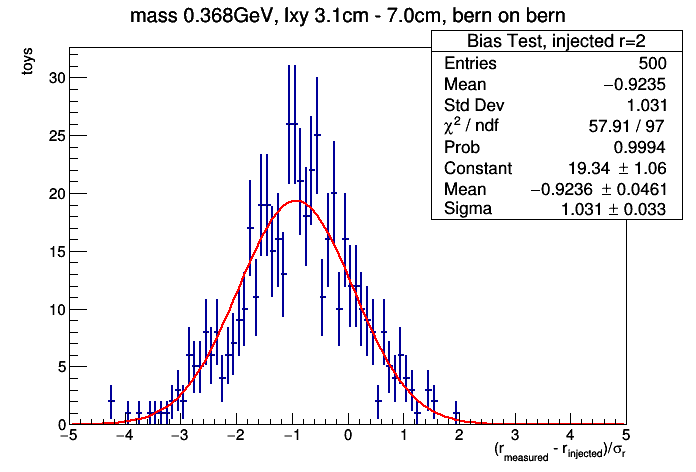 mass 0.368GeV, lxy 3.1cm - 7.0cm, bern on bern
Bias Test, injected r=2
Entries 500
Mean −0.9235
Std Dev 1.031
χ² / ndf 57.91 / 97
Prob 0.9994
Constant 19.34 ± 1.06
Mean −0.9236 ± 0.0461
Sigma 1.031 ± 0.033
toys
30
25
20
15
10
5
0
−5 −4 −3 −2 −1 0 1 2 3 4 5
(r_measured - r_injected)/σ_r